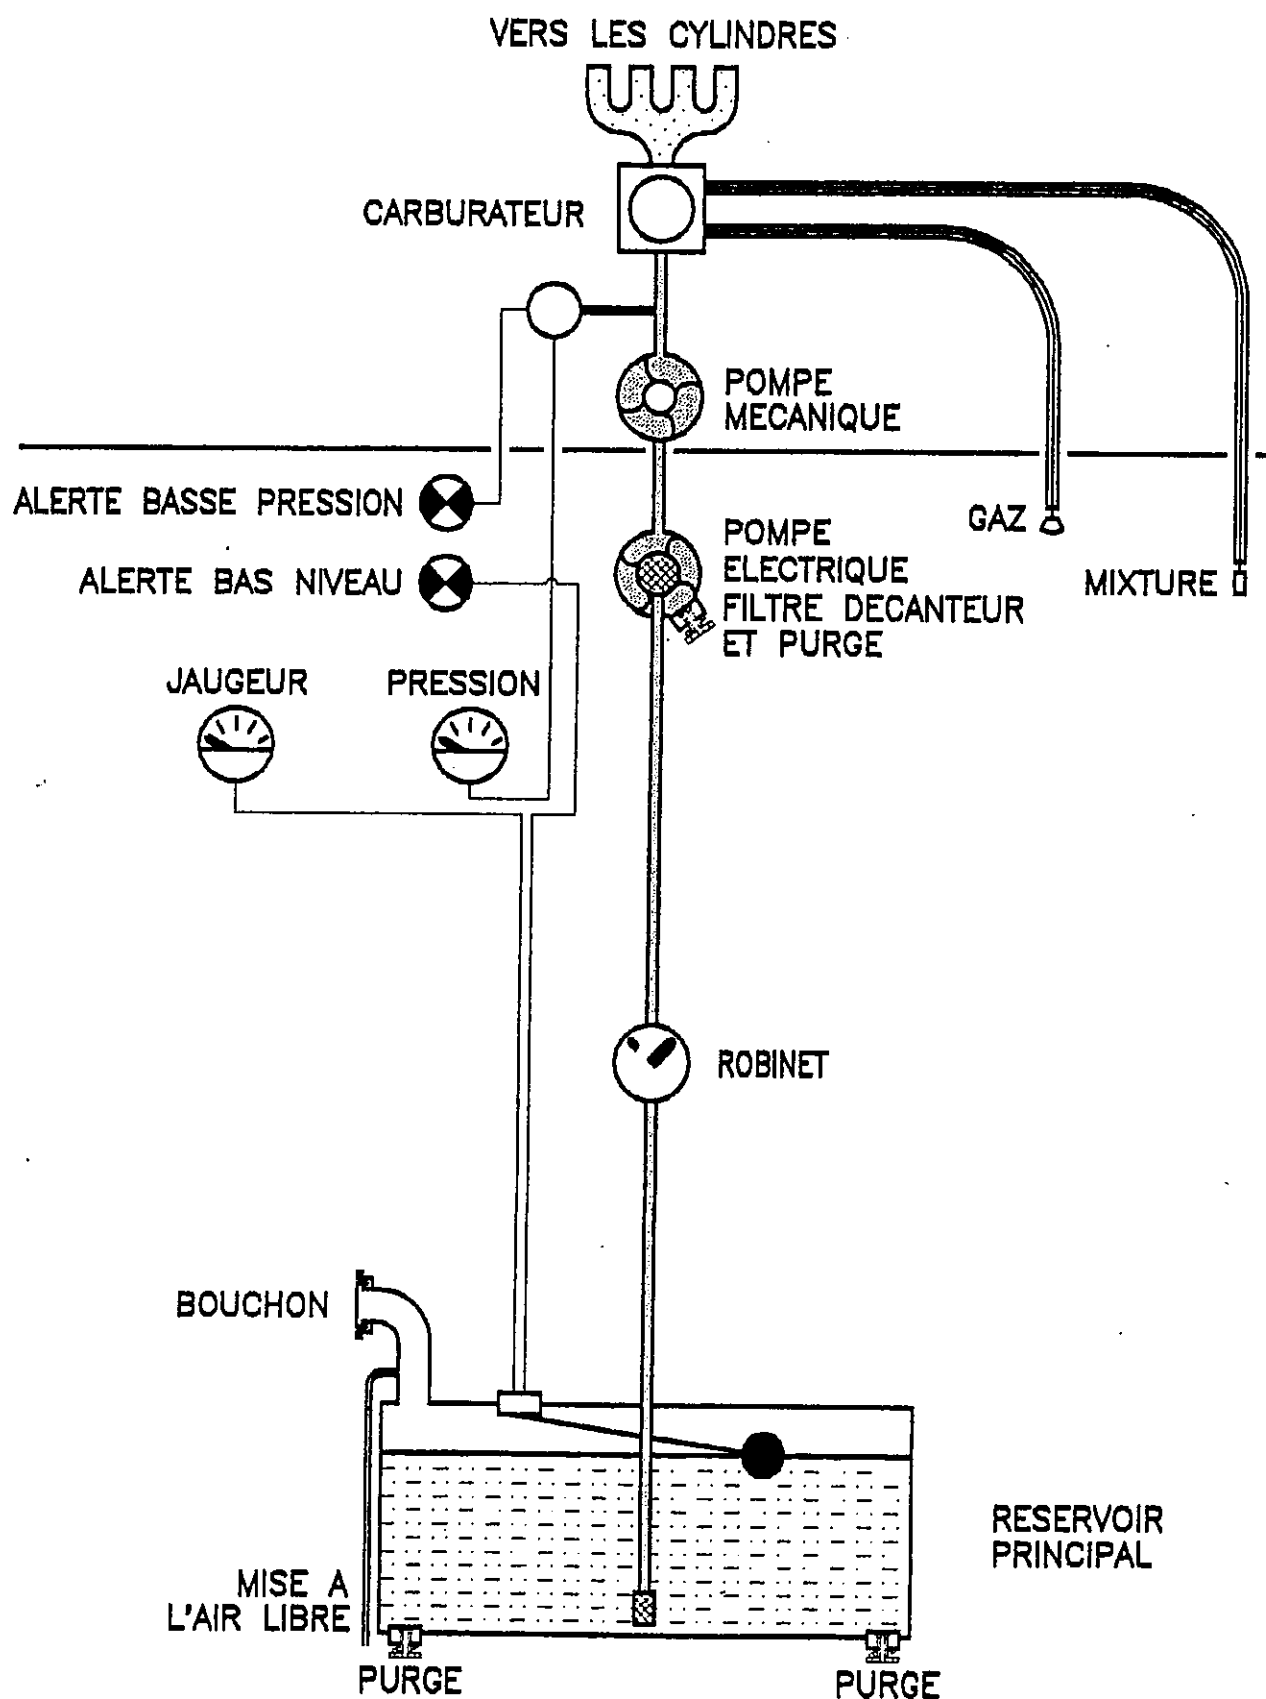 VERS LES CYLINDRES
CARBURATEUR
POMPE
MECANIQUE
ALERTE BASSE PRESSION
GAZ
POMPE
ELECTRIQUE
FILTRE DECANTEUR
ET PURGE
ALERTE BAS NIVEAU
MIXTURE
JAUGEUR
PRESSION
ROBINET
BOUCHON
RESERVOIR
PRINCIPAL
MISE A
L'AIR LIBRE
PURGE
PURGE